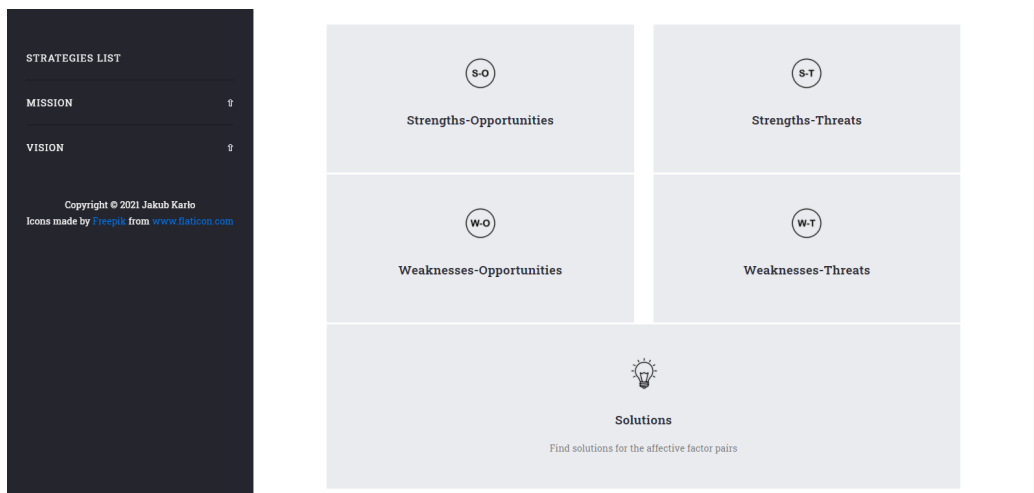 STRATEGIES LIST
MISSION ⇧
VISION ⇧
Copyright © 2021 Jakub Karło
Icons made by Freepik from www.flaticon.com
S-O
Strengths-Opportunities
S-T
Strengths-Threats
W-O
Weaknesses-Opportunities
W-T
Weaknesses-Threats
Solutions
Find solutions for the affective factor pairs